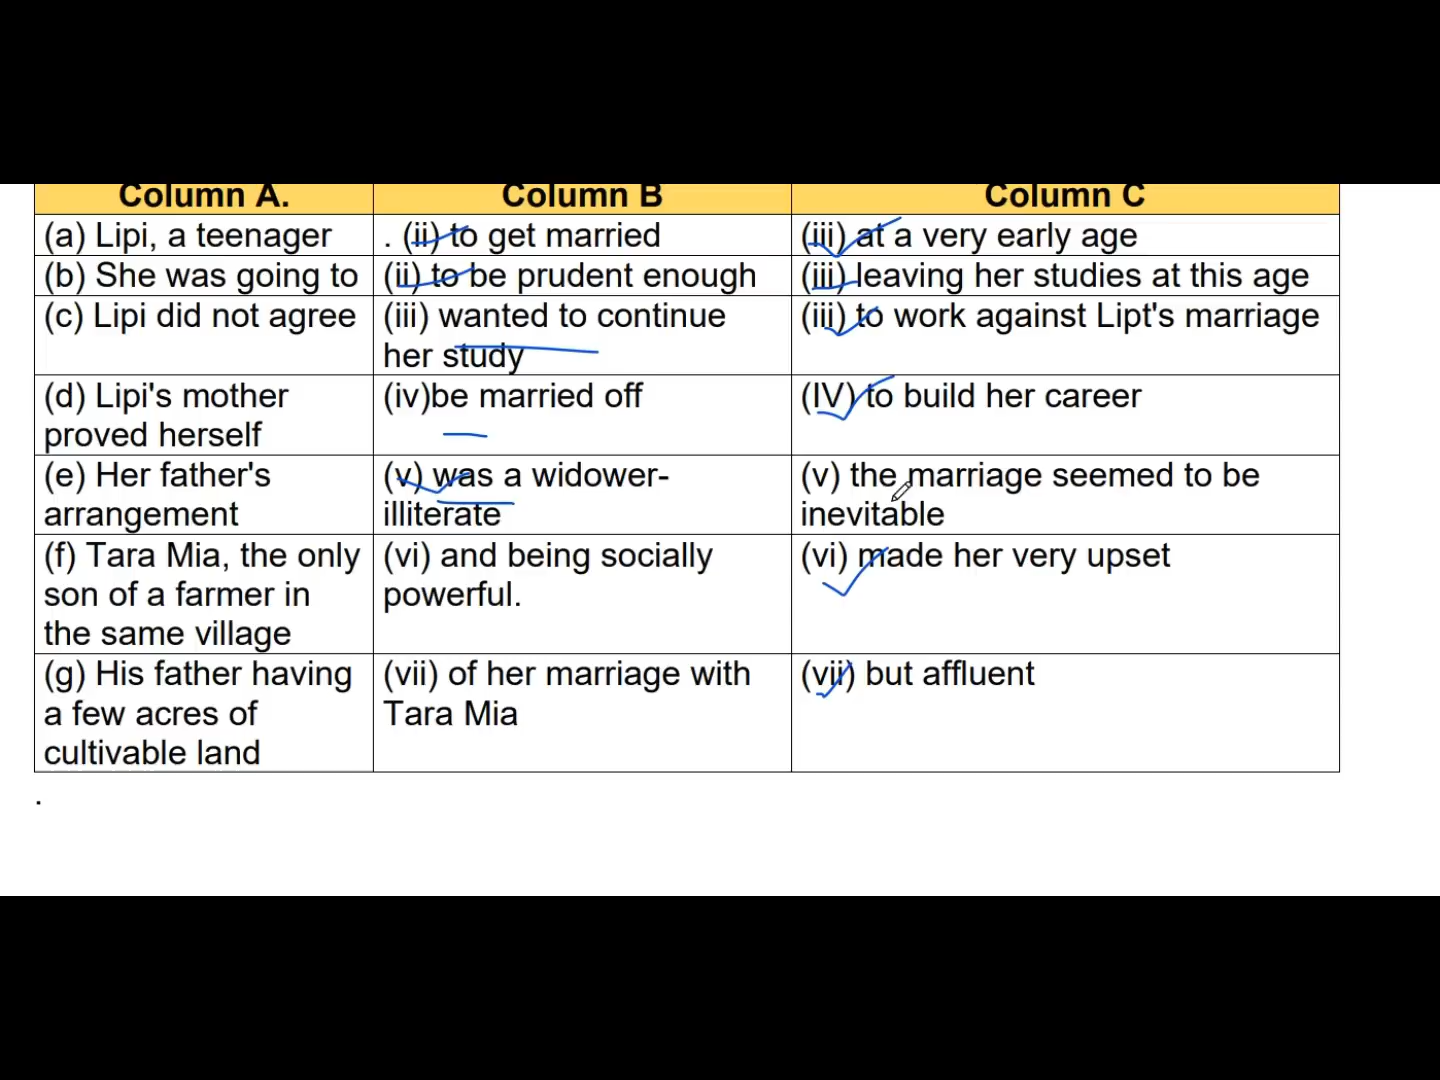 Column A. Column B Column C
(a) Lipi, a teenager . (ii) to get married (iii) at a very early age
(b) She was going to (ii) to be prudent enough (iii) leaving her studies at this age
(c) Lipi did not agree (iii) wanted to continue (iii) to work against Lipt's marriage
her study
(d) Lipi's mother (iv)be married off (IV) to build her career
proved herself
(e) Her father's (v) was a widower- (v) the marriage seemed to be
arrangement illiterate inevitable
(f) Tara Mia, the only (vi) and being socially (vi) made her very upset
son of a farmer in powerful.
the same village
(g) His father having (vii) of her marriage with (vii) but affluent
a few acres of Tara Mia
cultivable land
.